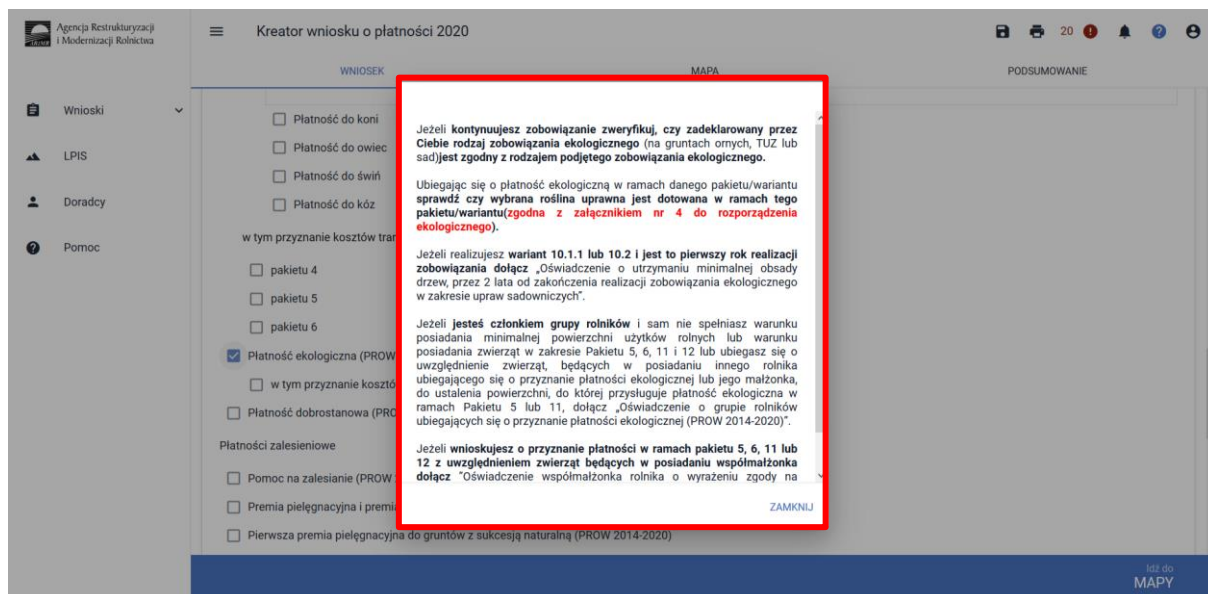 Agencja Restrukturyzacji
i Modernizacji Rolnictwa
Kreator wniosku o płatności 2020
20
WNIOSEK
MAPA
PODSUMOWANIE
Wnioski
LPIS
Doradcy
Pomoc
Płatność do koni
Płatność do owiec
Płatność do świń
Płatność do kóz
w tym przyznanie kosztów
pakietu 4
pakietu 5
pakietu 6
Płatność ekologiczna (PROW
w tym przyznanie
Płatność dobrostanowa
Płatności zalesieniowe
Pomoc na zalesianie (PROW
Premia pielęgnacyjna i
Pierwsza premia pielęgnacyjna do gruntów z sukcesją naturalną (PROW 2014-2020)
Jeżeli kontynuujesz zobowiązanie zweryfikuj, czy zadeklarowany przez
Ciebie rodzaj zobowiązania ekologicznego (na gruntach ornych, TUZ lub
sad)jest zgodny z rodzajem podjętego zobowiązania ekologicznego.
Ubiegając się o płatność ekologiczną w ramach danego pakietu/wariantu
sprawdź czy wybrana roślina uprawna jest dotowana w ramach tego
pakietu/wariantu(zgodna z załącznikiem nr 4 do rozporządzenia
ekologicznego).
Jeżeli realizujesz wariant 10.1.1 lub 10.2 i jest to pierwszy rok realizacji
zobowiązania dołącz „Oświadczenie o utrzymaniu minimalnej obsady
drzew, przez 2 lata od zakończenia realizacji zobowiązania ekologicznego
w zakresie upraw sadowniczych”.
Jeżeli jesteś członkiem grupy rolników i sam nie spełniasz warunku
posiadania minimalnej powierzchni użytków rolnych lub warunku
posiadania zwierząt w zakresie Pakietu 5, 6, 11 i 12 lub ubiegasz się o
uwzględnienie zwierząt, będących w posiadaniu innego rolnika
ubiegającego się o przyznanie płatności ekologicznej lub jego małżonka,
do ustalenia powierzchni, do której przysługuje płatność ekologiczna w
ramach Pakietu 5 lub 11, dołącz „Oświadczenie o grupie rolników
ubiegających się o przyznanie płatności ekologicznej (PROW 2014-2020)”.
Jeżeli wnioskujesz o przyznanie płatności w ramach pakietu 5, 6, 11 lub
12 z uwzględnieniem zwierząt będących w posiadaniu współmałżonka
dołącz “Oświadczenie współmałżonka rolnika o wyrażeniu zgody na
ZAMKNIJ
Idź do
MAPY